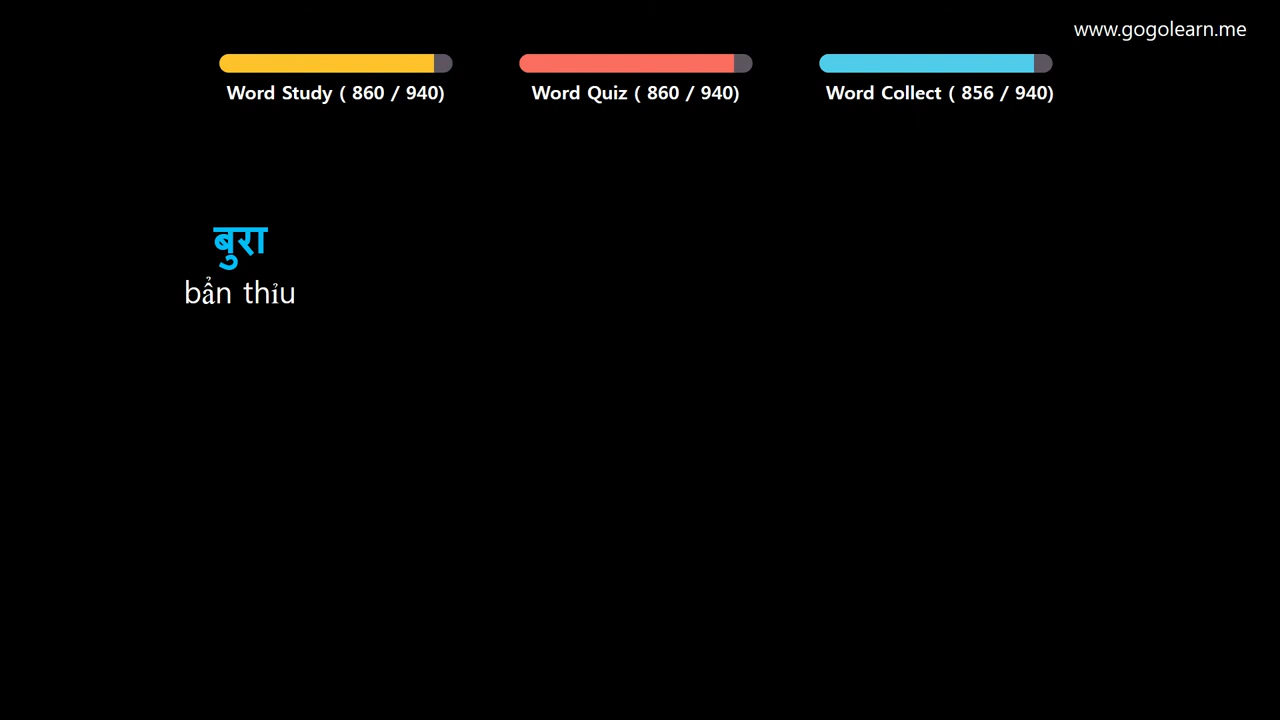 www.gogolearn.me
Word Study ( 860 / 940)
Word Quiz ( 860 / 940)
Word Collect ( 856 / 940)
बुरा
bẩn thỉu